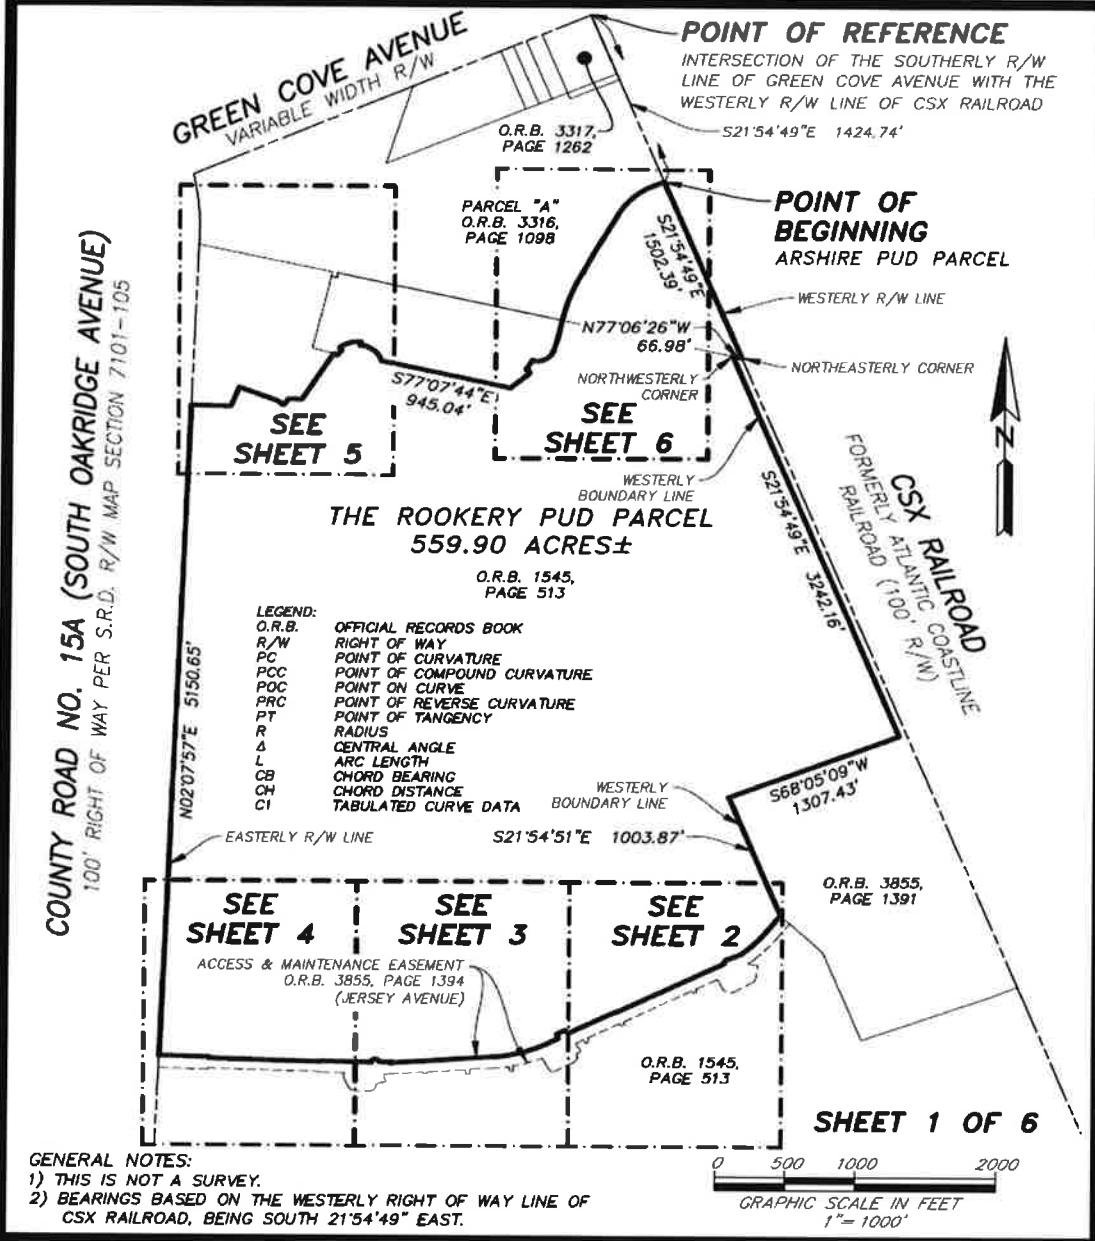 GREEN COVE AVENUE
VARIABLE WIDTH R/W
POINT OF REFERENCE
INTERSECTION OF THE SOUTHERLY R/W
LINE OF GREEN COVE AVENUE WITH THE
WESTERLY R/W LINE OF CSX RAILROAD
S21°54'49"E 1424.74'
O.R.B. 3317,
PAGE 1262
PARCEL "A"
O.R.B. 3316,
PAGE 1098
POINT OF
BEGINNING
ARSHIRE PUD PARCEL
S21°54'49"E
1502.39'
WESTERLY R/W LINE
N77°06'26"W
66.98'
NORTHEASTERLY CORNER
NORTHWESTERLY
CORNER
S77°07'44"E
945.04'
SEE
SHEET 5
SEE
SHEET 6
WESTERLY
BOUNDARY LINE
COUNTY ROAD NO. 15A (SOUTH OAKRIDGE AVENUE)
100' RIGHT OF WAY PER S.R.D. R/W MAP SECTION 7101-105
N
CSX RAILROAD
FORMERLY ATLANTIC COASTLINE
RAILROAD (100' R/W)
S21°54'49"E 3242.16'
THE ROOKERY PUD PARCEL
559.90 ACRES±
O.R.B. 1545,
PAGE 513
LEGEND:
O.R.B. OFFICIAL RECORDS BOOK
R/W RIGHT OF WAY
PC POINT OF CURVATURE
PCC POINT OF COMPOUND CURVATURE
POC POINT ON CURVE
PRC POINT OF REVERSE CURVATURE
PT POINT OF TANGENCY
R RADIUS
Δ CENTRAL ANGLE
L ARC LENGTH
CB CHORD BEARING
CH CHORD DISTANCE
C1 TABULATED CURVE DATA
N02°07'57"E 5150.65'
EASTERLY R/W LINE
WESTERLY
BOUNDARY LINE
S68°05'09"W
1307.43'
S21°54'51"E 1003.87'
O.R.B. 3855,
PAGE 1391
SEE
SHEET 4
SEE
SHEET 3
SEE
SHEET 2
ACCESS & MAINTENANCE EASEMENT
O.R.B. 3855, PAGE 1394
(JERSEY AVENUE)
O.R.B. 1545,
PAGE 513
SHEET 1 OF 6
GENERAL NOTES:
1) THIS IS NOT A SURVEY.
2) BEARINGS BASED ON THE WESTERLY RIGHT OF WAY LINE OF
CSX RAILROAD, BEING SOUTH 21°54'49" EAST.
0 500 1000 2000
GRAPHIC SCALE IN FEET
1"= 1000'